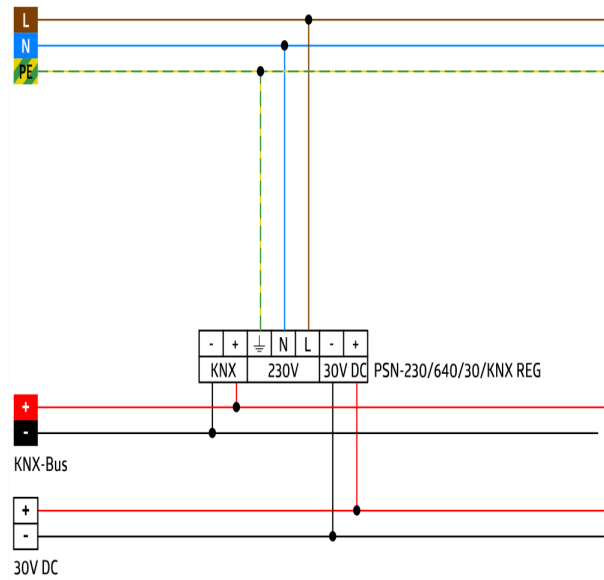 L
N
PE
- + ⏚ N L - +
KNX 230V 30V DC PSN-230/640/30/KNX REG
+
-
KNX-Bus
+
-
30V DC